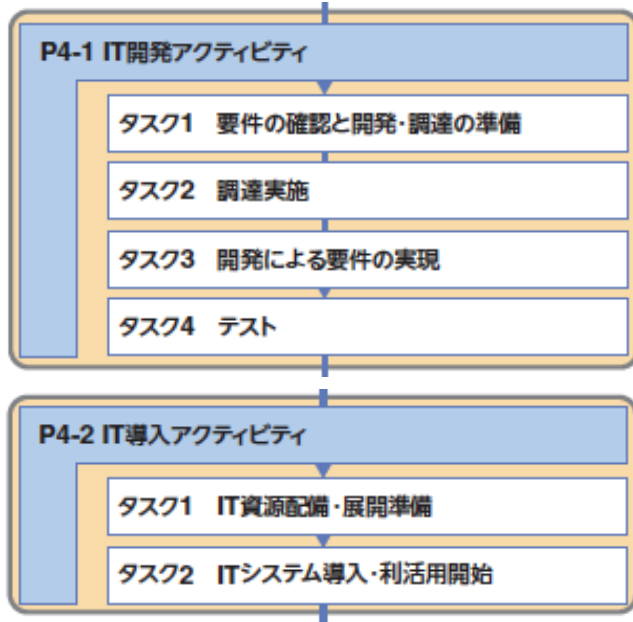 P4-1 IT開発アクティビティ
タスク1 要件の確認と開発・調達の準備
タスク2 調達実施
タスク3 開発による要件の実現
タスク4 テスト
P4-2 IT導入アクティビティ
タスク1 IT資源配備・展開準備
タスク2 ITシステム導入・利活用開始